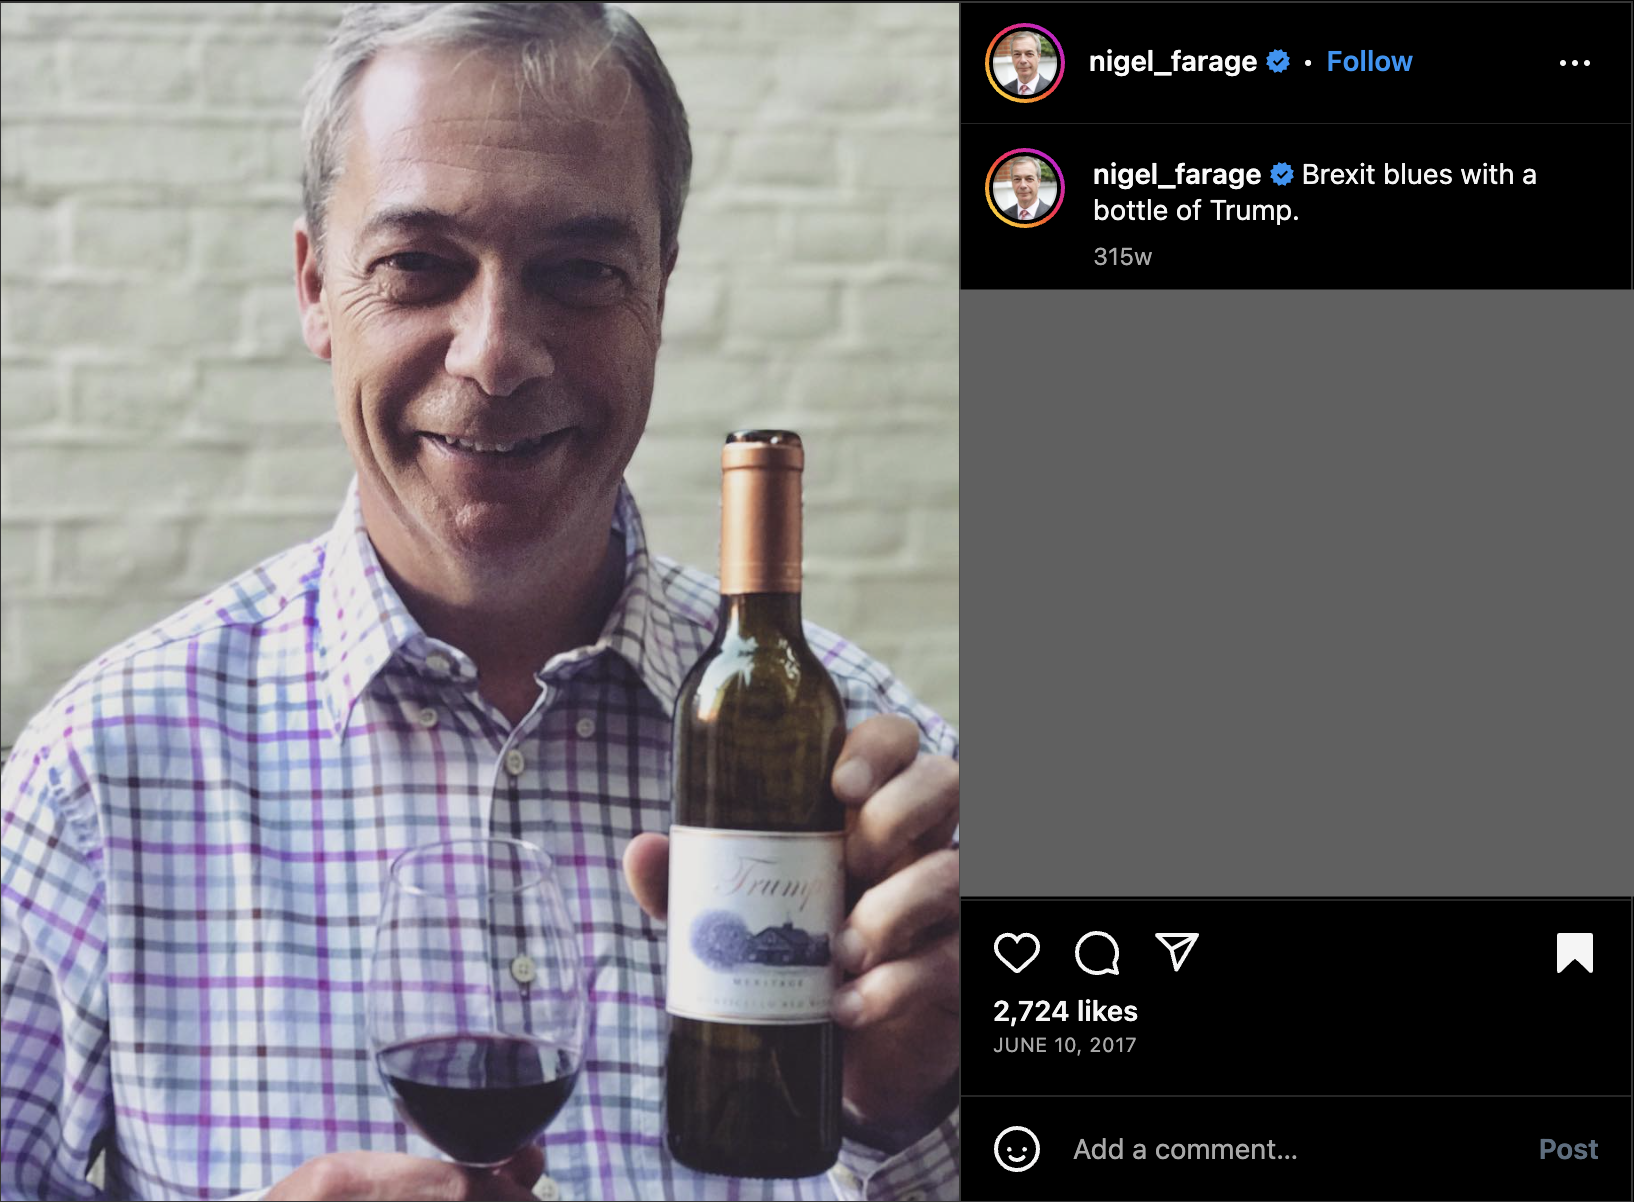 nigel_farage • Follow
nigel_farage Brexit blues with a
bottle of Trump.
315w
Trump
MERITAGE
2,724 likes
JUNE 10, 2017
Add a comment... Post